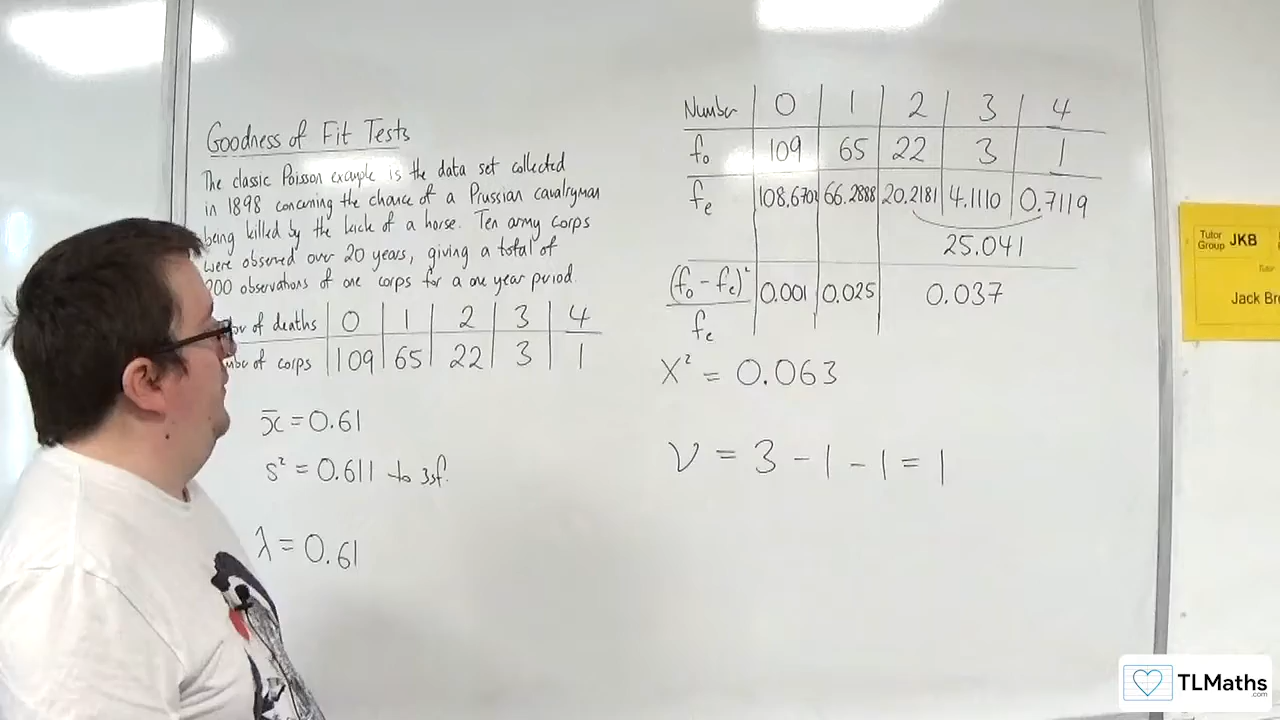 Goodness of Fit Tests
The classic Poisson example is the data set collected
in 1898 concerning the chance of a Prussian cavalryman
being killed by the kick of a horse. Ten army corps
were observed over 20 years, giving a total of
200 observations of one corps for a one year period.
of deaths | 0 | 1 | 2 | 3 | 4
of corps | 109 | 65 | 22 | 3 | 1
x̄ = 0.61
s² = 0.611 to 3sf.
λ = 0.61
Number | 0 | 1 | 2 | 3 | 4
f₀ | 109 | 65 | 22 | 3 | 1
fₑ | 108.6702 | 66.2888 | 20.2181 | 4.1110 | 0.7119
25.041
(f₀ - fₑ)² / fₑ | 0.001 | 0.025 | 0.037
X² = 0.063
ν = 3 - 1 - 1 = 1
Tutor
Group JKB
Jack Br
TLMaths
.com